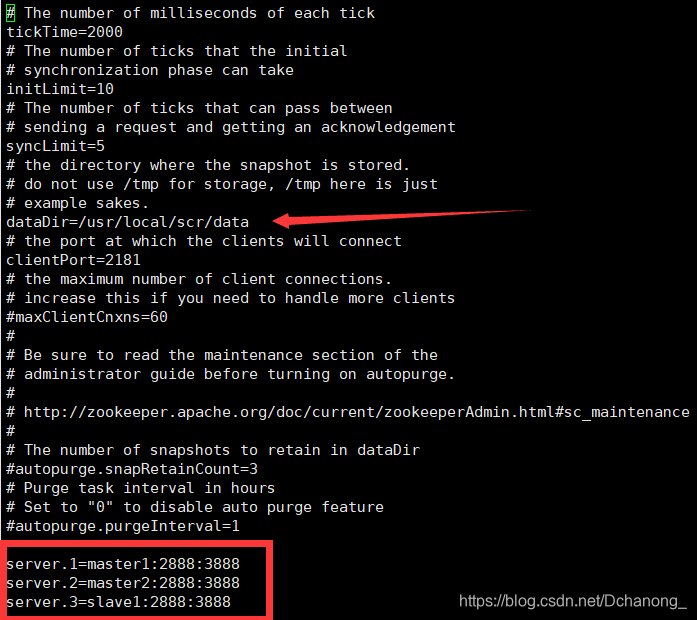 # The number of milliseconds of each tick
tickTime=2000
# The number of ticks that the initial
# synchronization phase can take
initLimit=10
# The number of ticks that can pass between
# sending a request and getting an acknowledgement
syncLimit=5
# the directory where the snapshot is stored.
# do not use /tmp for storage, /tmp here is just
# example sakes.
dataDir=/usr/local/scr/data
# the port at which the clients will connect
clientPort=2181
# the maximum number of client connections.
# increase this if you need to handle more clients
#maxClientCnxns=60
#
# Be sure to read the maintenance section of the
# administrator guide before turning on autopurge.
#
# http://zookeeper.apache.org/doc/current/zookeeperAdmin.html#sc_maintenance
#
# The number of snapshots to retain in dataDir
#autopurge.snapRetainCount=3
# Purge task interval in hours
# Set to "0" to disable auto purge feature
#autopurge.purgeInterval=1
server.1=master1:2888:3888
server.2=master2:2888:3888
server.3=slave1:2888:3888
https://blog.csdn.net/Dchanong_